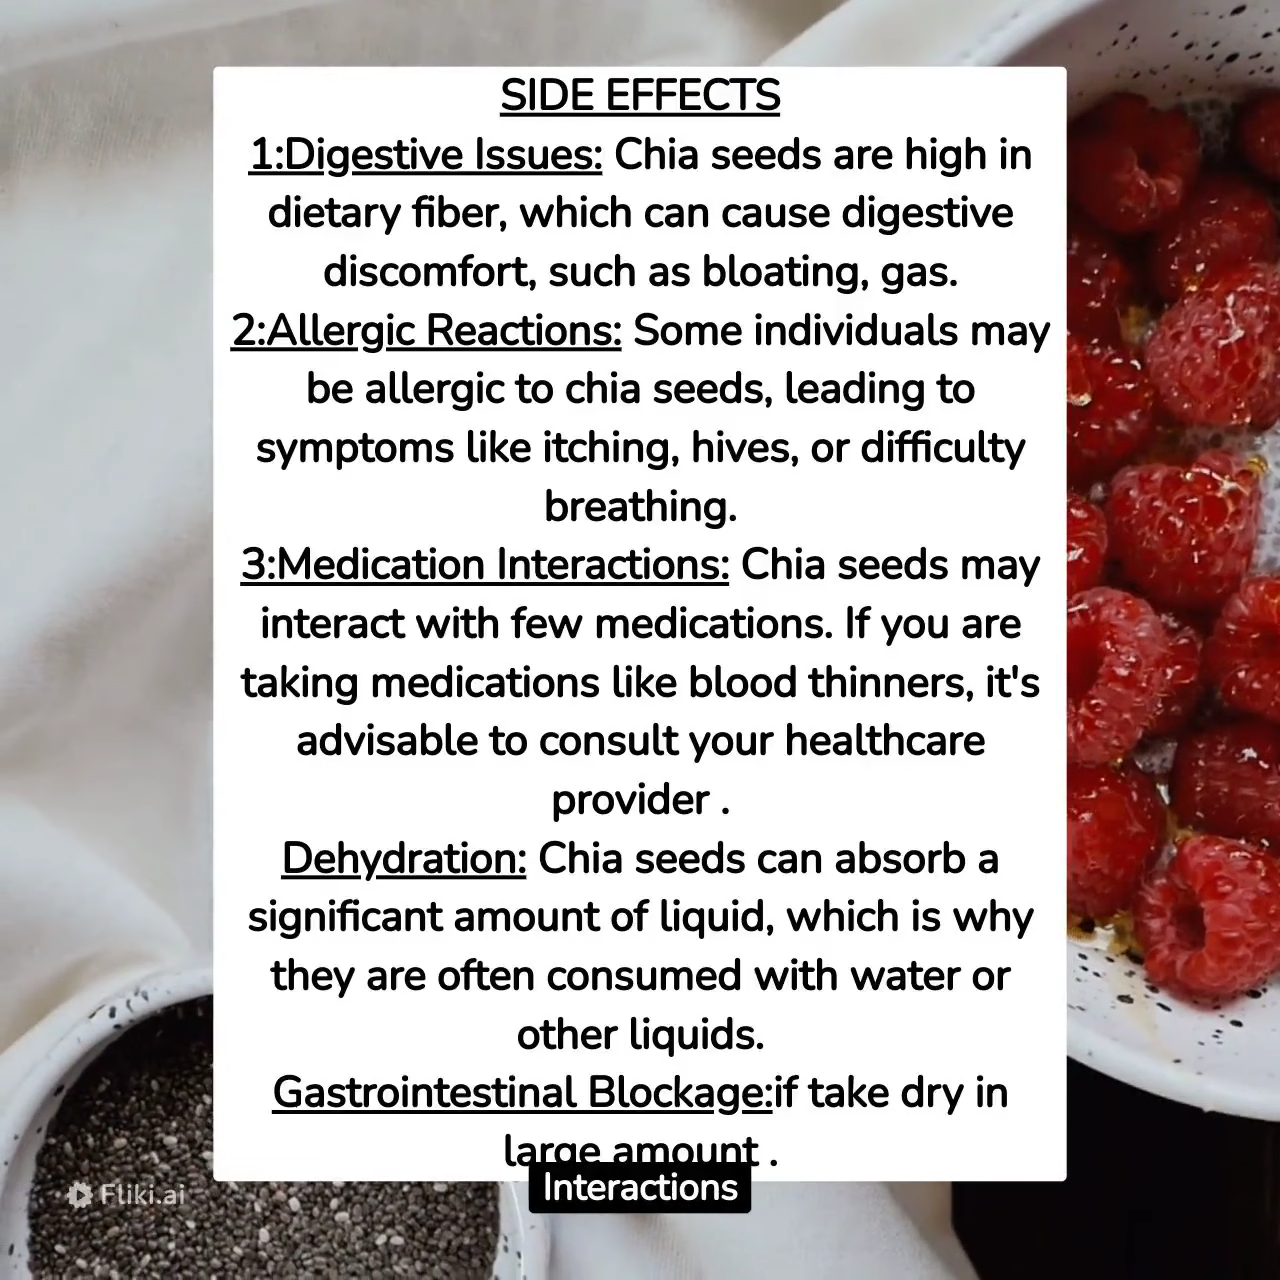 SIDE EFFECTS
1:Digestive Issues: Chia seeds are high in
dietary fiber, which can cause digestive
discomfort, such as bloating, gas.
2:Allergic Reactions: Some individuals may
be allergic to chia seeds, leading to
symptoms like itching, hives, or difficulty
breathing.
3:Medication Interactions: Chia seeds may
interact with few medications. If you are
taking medications like blood thinners, it's
advisable to consult your healthcare
provider .
Dehydration: Chia seeds can absorb a
significant amount of liquid, which is why
they are often consumed with water or
other liquids.
Gastrointestinal Blockage:if take dry in
large amount .
Interactions
Fliki.ai